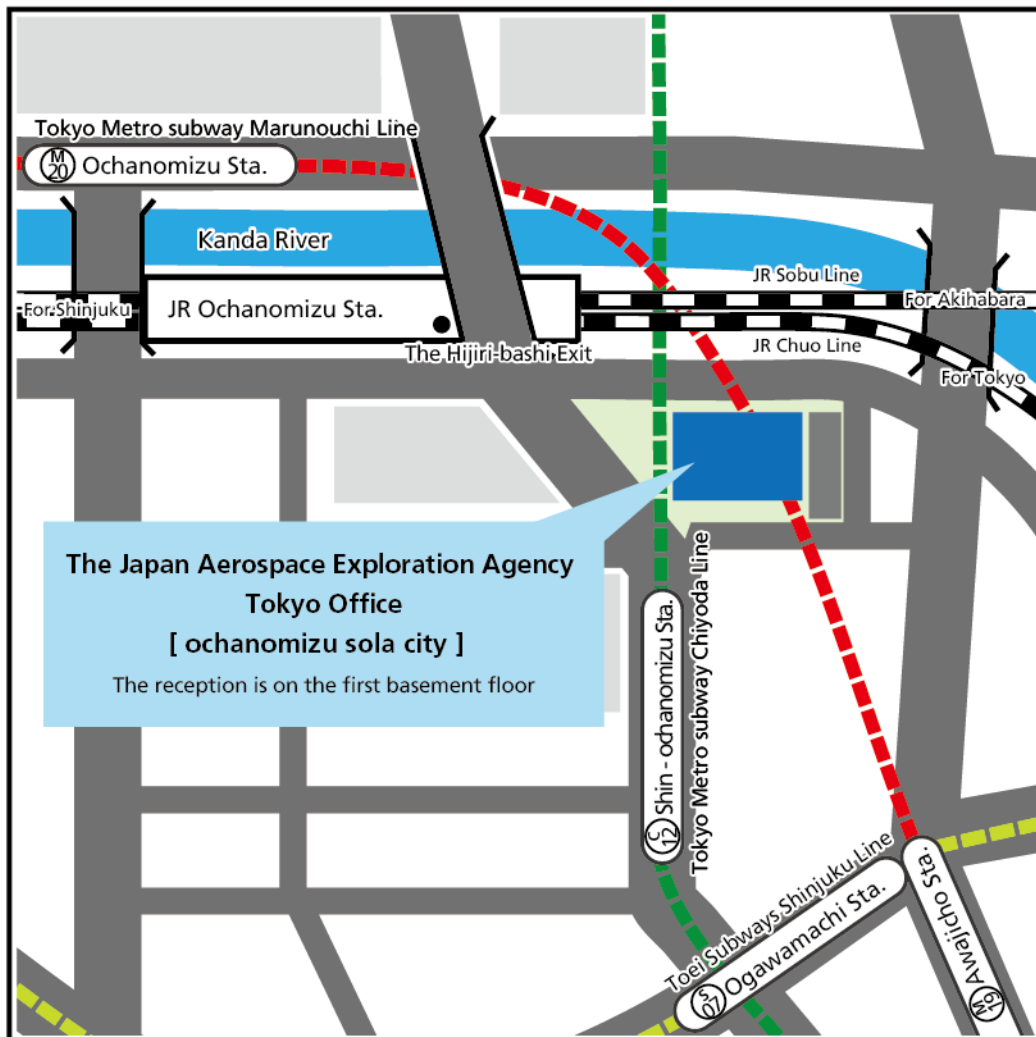 Tokyo Metro subway Marunouchi Line
M
20
Ochanomizu Sta.
Kanda River
JR Sobu Line
For Shinjuku
JR Ochanomizu Sta.
For Akihabara
The Hijiri-bashi Exit
JR Chuo Line
For Tokyo
The Japan Aerospace Exploration Agency
Tokyo Office
[ ochanomizu sola city ]
The reception is on the first basement floor
C
12
Shin - odhanomizu Sta.
Tokyo Metro subway Chiyoda Line
Toei Subways Shinjuku Line
S
07
Ogawamachi Sta.
Awajicho Sta.
M
19